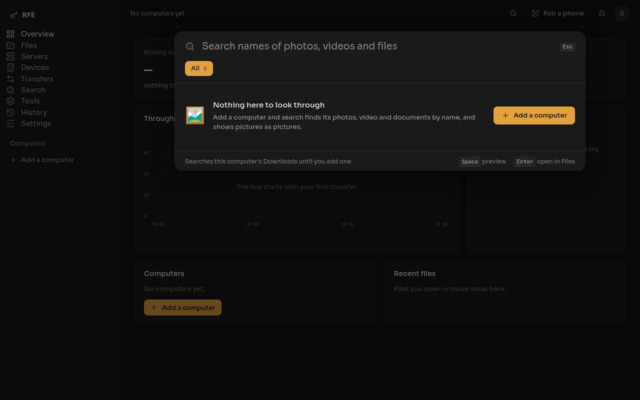 RFE
Overview
Files
Servers
Devices
Transfers
Search
Tools
History
Settings
Computers
+ Add a computer
No computers yet
Pair a phone
S
Search names of photos, videos and files
Esc
All 0
Nothing here to look through
Add a computer and search finds its photos, video and documents by name, and
shows pictures as pictures.
+ Add a computer
Searches this computer's Downloads until you add one
Space preview
Enter open in Files
Moving
nothing
Through
The line starts with your first transfer
Computers
No computers yet.
+ Add a computer
Recent files
Files you open or move show here.